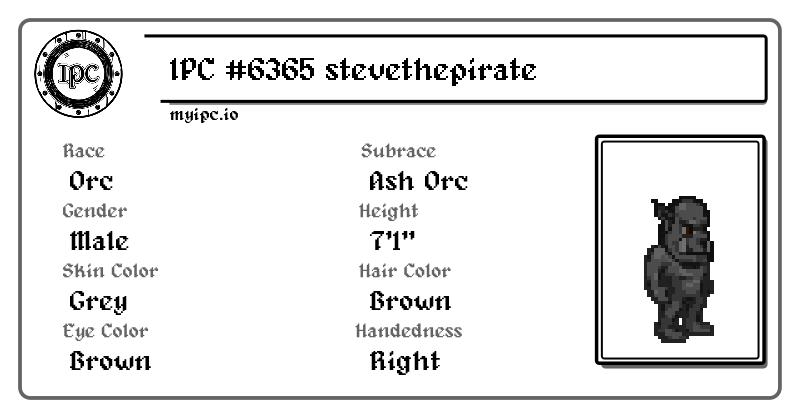 IPC
IPC #6365 stevethepirate
myipc.io
Race
Orc
Subrace
Ash Orc
Gender
Male
Height
7'1"
Skin Color
Grey
Hair Color
Brown
Eye Color
Brown
Handedness
Right